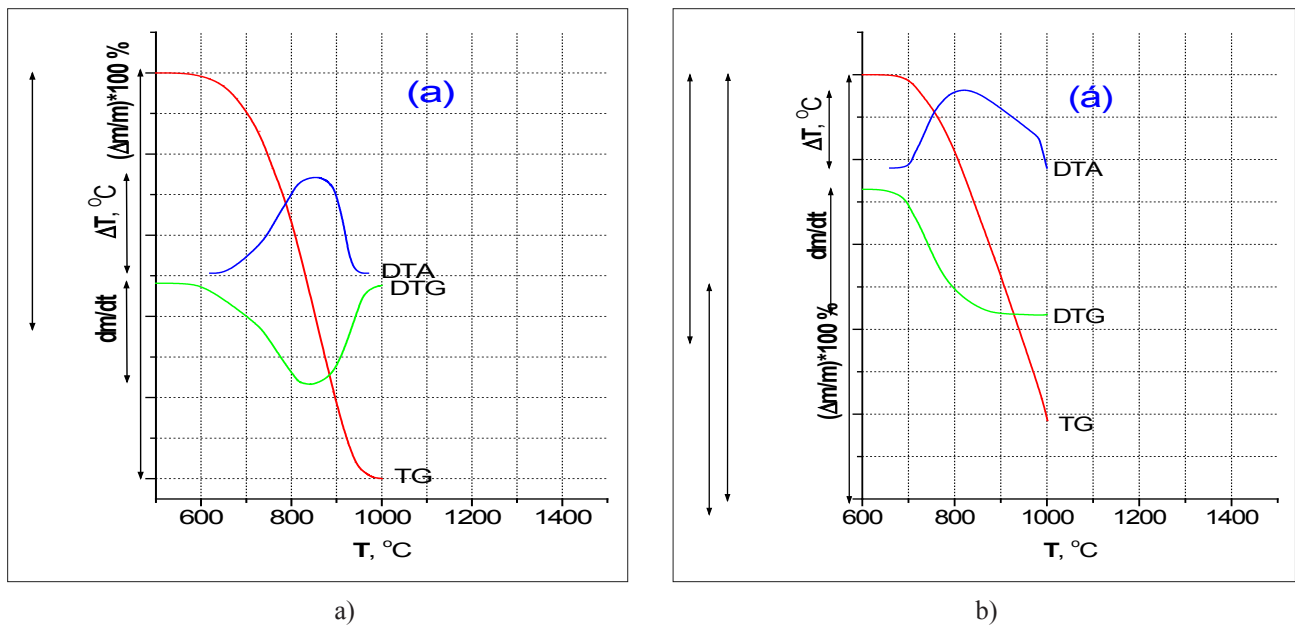 (Δm/m)*100 %
(a)
ΔT, °C
DTA
DTG
dm/dt
TG
600 800 1000 1200 1400
T, °C
a)
(á)
ΔT, °C
DTA
dm/dt
DTG
(Δm/m)*100 %
TG
600 800 1000 1200 1400
T, °C
b)